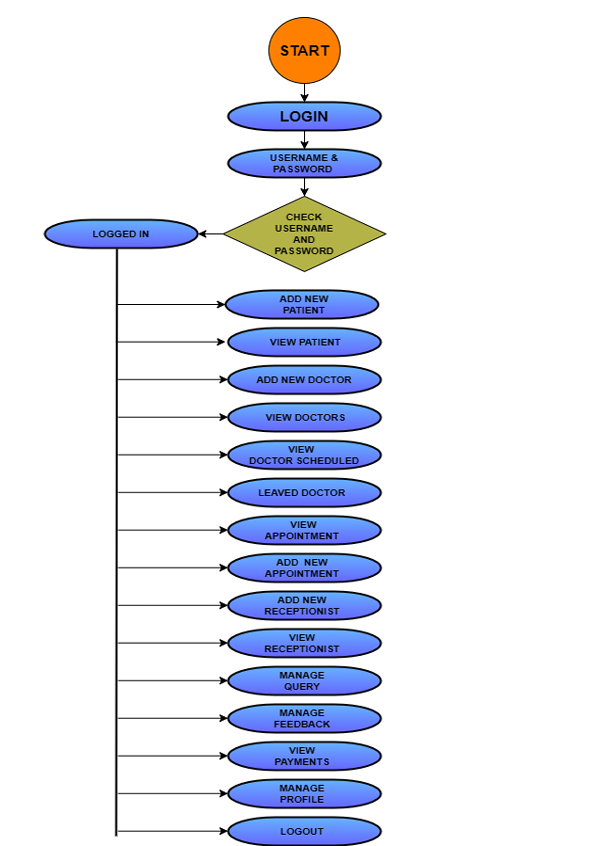 START
LOGIN
USERNAME &
PASSWORD
CHECK
USERNAME
AND
PASSWORD
LOGGED IN
ADD NEW
PATIENT
VIEW PATIENT
ADD NEW DOCTOR
VIEW DOCTORS
VIEW
DOCTOR SCHEDULED
LEAVED DOCTOR
VIEW
APPOINTMENT
ADD NEW
APPOINTMENT
ADD NEW
RECEPTIONIST
VIEW
RECEPTIONIST
MANAGE
QUERY
MANAGE
FEEDBACK
VIEW
PAYMENTS
MANAGE
PROFILE
LOGOUT